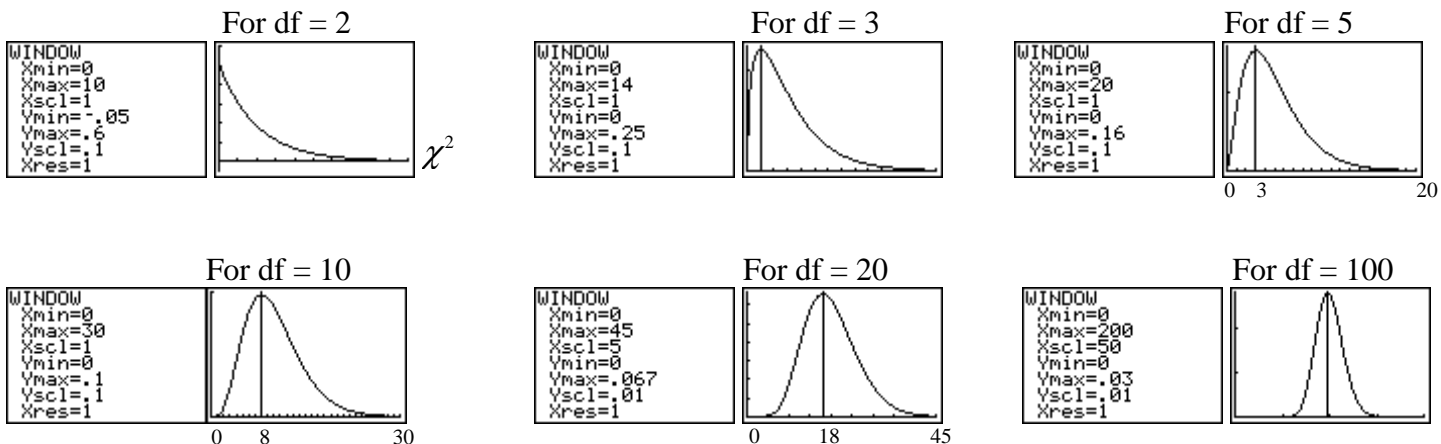 For df = 2
WINDOW
Xmin=0
Xmax=10
Xscl=1
Ymin=-.05
Ymax=.6
Yscl=.1
Xres=1
χ²
For df = 3
WINDOW
Xmin=0
Xmax=14
Xscl=1
Ymin=0
Ymax=.25
Yscl=.1
Xres=1
For df = 5
WINDOW
Xmin=0
Xmax=20
Xscl=1
Ymin=0
Ymax=.16
Yscl=.1
Xres=1
0 3 20
For df = 10
WINDOW
Xmin=0
Xmax=30
Xscl=1
Ymin=0
Ymax=.1
Yscl=.1
Xres=1
0 8 30
For df = 20
WINDOW
Xmin=0
Xmax=45
Xscl=5
Ymin=0
Ymax=.067
Yscl=.01
Xres=1
0 18 45
For df = 100
WINDOW
Xmin=0
Xmax=200
Xscl=50
Ymin=0
Ymax=.03
Yscl=.01
Xres=1